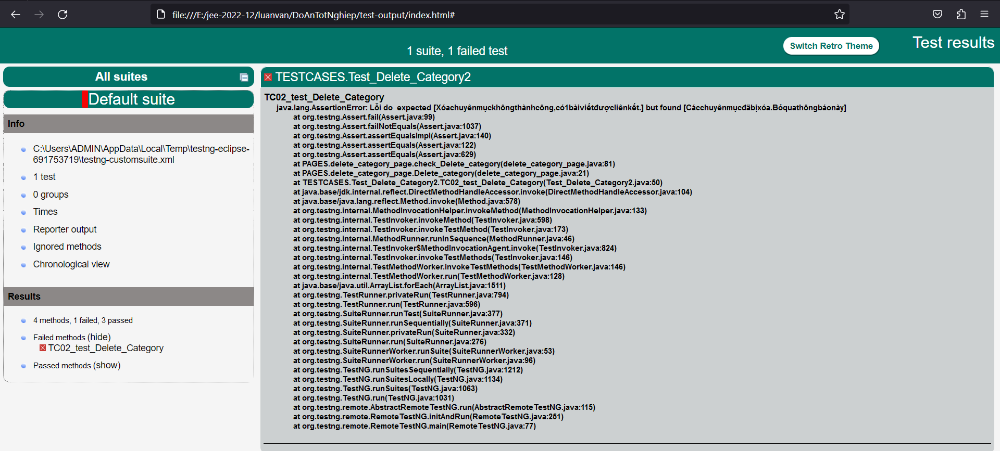 file:///E:/jee-2022-12/luanvan/DoAnTotNghiep/test-output/index.html#
1 suite, 1 failed test
Switch Retro Theme
Test results
All suites
Default suite
Info
C:\Users\ADMIN\AppData\Local\Temp\testng-eclipse-
691753719\testng-customsuite.xml
1 test
0 groups
Times
Reporter output
Ignored methods
Chronological view
Results
4 methods, 1 failed, 3 passed
Failed methods (hide)
TC02_test_Delete_Category
Passed methods (show)
TESTCASES.Test_Delete_Category2
TC02_test_Delete_Category
java.lang.AssertionError: Lỗi do  expected [Xóachuyênmụckhôngthànhcông,có1bàiviếtđượcliênkết.] but found [Cácchuyênmụcđãbịxóa.Bỏquathôngbáonày]
at org.testng.Assert.fail(Assert.java:99)
at org.testng.Assert.failNotEquals(Assert.java:1037)
at org.testng.Assert.assertEqualsImpl(Assert.java:140)
at org.testng.Assert.assertEquals(Assert.java:122)
at org.testng.Assert.assertEquals(Assert.java:629)
at PAGES.delete_category_page.check_Delete_category(delete_category_page.java:81)
at PAGES.delete_category_page.Delete_category(delete_category_page.java:21)
at TESTCASES.Test_Delete_Category2.TC02_test_Delete_Category(Test_Delete_Category2.java:50)
at java.base/jdk.internal.reflect.DirectMethodHandleAccessor.invoke(DirectMethodHandleAccessor.java:104)
at java.base/java.lang.reflect.Method.invoke(Method.java:578)
at org.testng.internal.MethodInvocationHelper.invokeMethod(MethodInvocationHelper.java:133)
at org.testng.internal.TestInvoker.invokeMethod(TestInvoker.java:598)
at org.testng.internal.TestInvoker.invokeTestMethod(TestInvoker.java:173)
at org.testng.internal.MethodRunner.runInSequence(MethodRunner.java:46)
at org.testng.internal.TestInvoker$MethodInvocationAgent.invoke(TestInvoker.java:824)
at org.testng.internal.TestInvoker.invokeTestMethods(TestInvoker.java:146)
at org.testng.internal.TestMethodWorker.invokeTestMethods(TestMethodWorker.java:146)
at org.testng.internal.TestMethodWorker.run(TestMethodWorker.java:128)
at java.base/java.util.ArrayList.forEach(ArrayList.java:1511)
at org.testng.TestRunner.privateRun(TestRunner.java:794)
at org.testng.TestRunner.run(TestRunner.java:596)
at org.testng.SuiteRunner.runTest(SuiteRunner.java:377)
at org.testng.SuiteRunner.runSequentially(SuiteRunner.java:371)
at org.testng.SuiteRunner.privateRun(SuiteRunner.java:332)
at org.testng.SuiteRunner.run(SuiteRunner.java:276)
at org.testng.SuiteRunnerWorker.runSuite(SuiteRunnerWorker.java:53)
at org.testng.SuiteRunnerWorker.run(SuiteRunnerWorker.java:96)
at org.testng.TestNG.runSuitesSequentially(TestNG.java:1212)
at org.testng.TestNG.runSuitesLocally(TestNG.java:1134)
at org.testng.TestNG.runSuites(TestNG.java:1063)
at org.testng.TestNG.run(TestNG.java:1031)
at org.testng.remote.AbstractRemoteTestNG.run(AbstractRemoteTestNG.java:115)
at org.testng.remote.RemoteTestNG.initAndRun(RemoteTestNG.java:251)
at org.testng.remote.RemoteTestNG.main(RemoteTestNG.java:77)